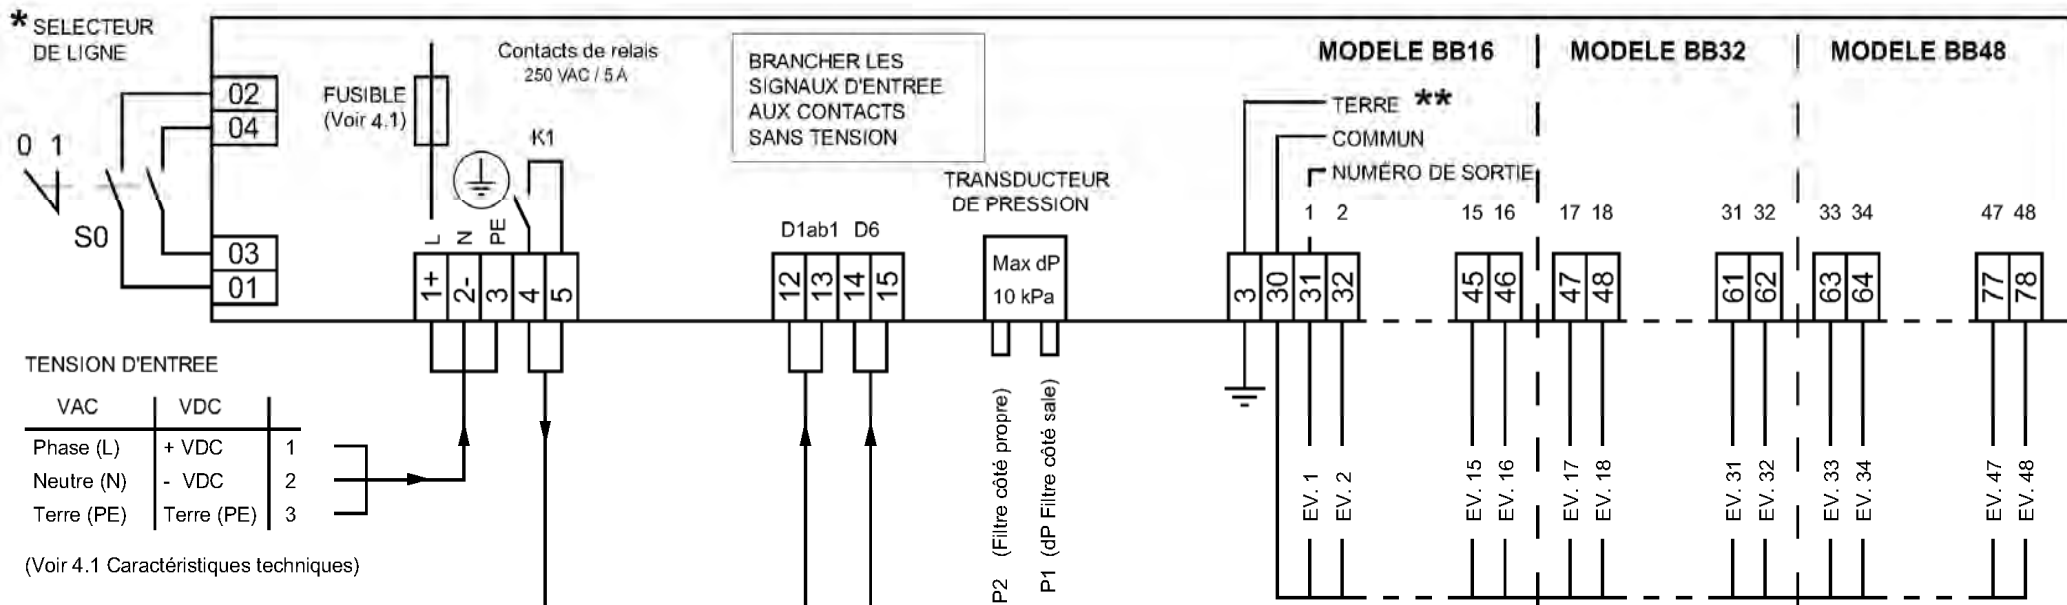 * SELECTEUR
DE LIGNE
02
04
0 1
S0
03
01
FUSIBLE
(Voir 4.1)
Contacts de relais
250 VAC / 5 A
K1
L
N
PE
1+
2-
3
4
5
BRANCHER LES
SIGNAUX D'ENTREE
AUX CONTACTS
SANS TENSION
D1ab1 D6
12
13
14
15
TRANSDUCTEUR
DE PRESSION
Max dP
10 kPa
P2 (Filtre côté propre)
P1 (dP Filtre côté sale)
MODELE BB16
MODELE BB32
MODELE BB48
TERRE **
COMMUN
NUMÉRO DE SORTIE
1 2 15 16 17 18 31 32 33 34 47 48
3
30
31
32
45
46
47
48
61
62
63
64
77
78
EV. 1
EV. 2
EV. 15
EV. 16
EV. 17
EV. 18
EV. 31
EV. 32
EV. 33
EV. 34
EV. 47
EV. 48
TENSION D'ENTREE
VAC VDC
Phase (L) + VDC 1
Neutre (N) - VDC 2
Terre (PE) Terre (PE) 3
(Voir 4.1 Caractéristiques techniques)